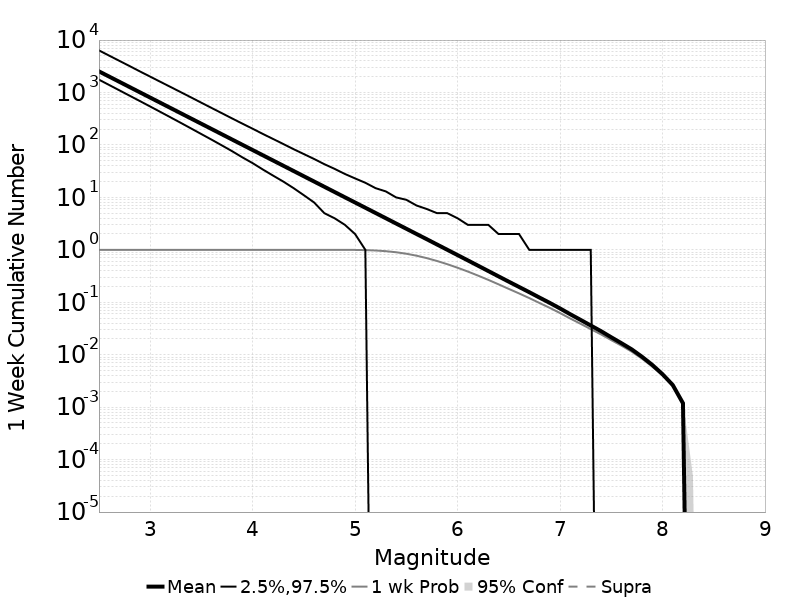 10^4
10^3
10^2
10^1
10^0
10^-1
10^-2
10^-3
10^-4
10^-5
1 Week Cumulative Number
3 4 5 6 7 8 9
Magnitude
Mean 2.5%,97.5% 1 wk Prob 95% Conf Supra